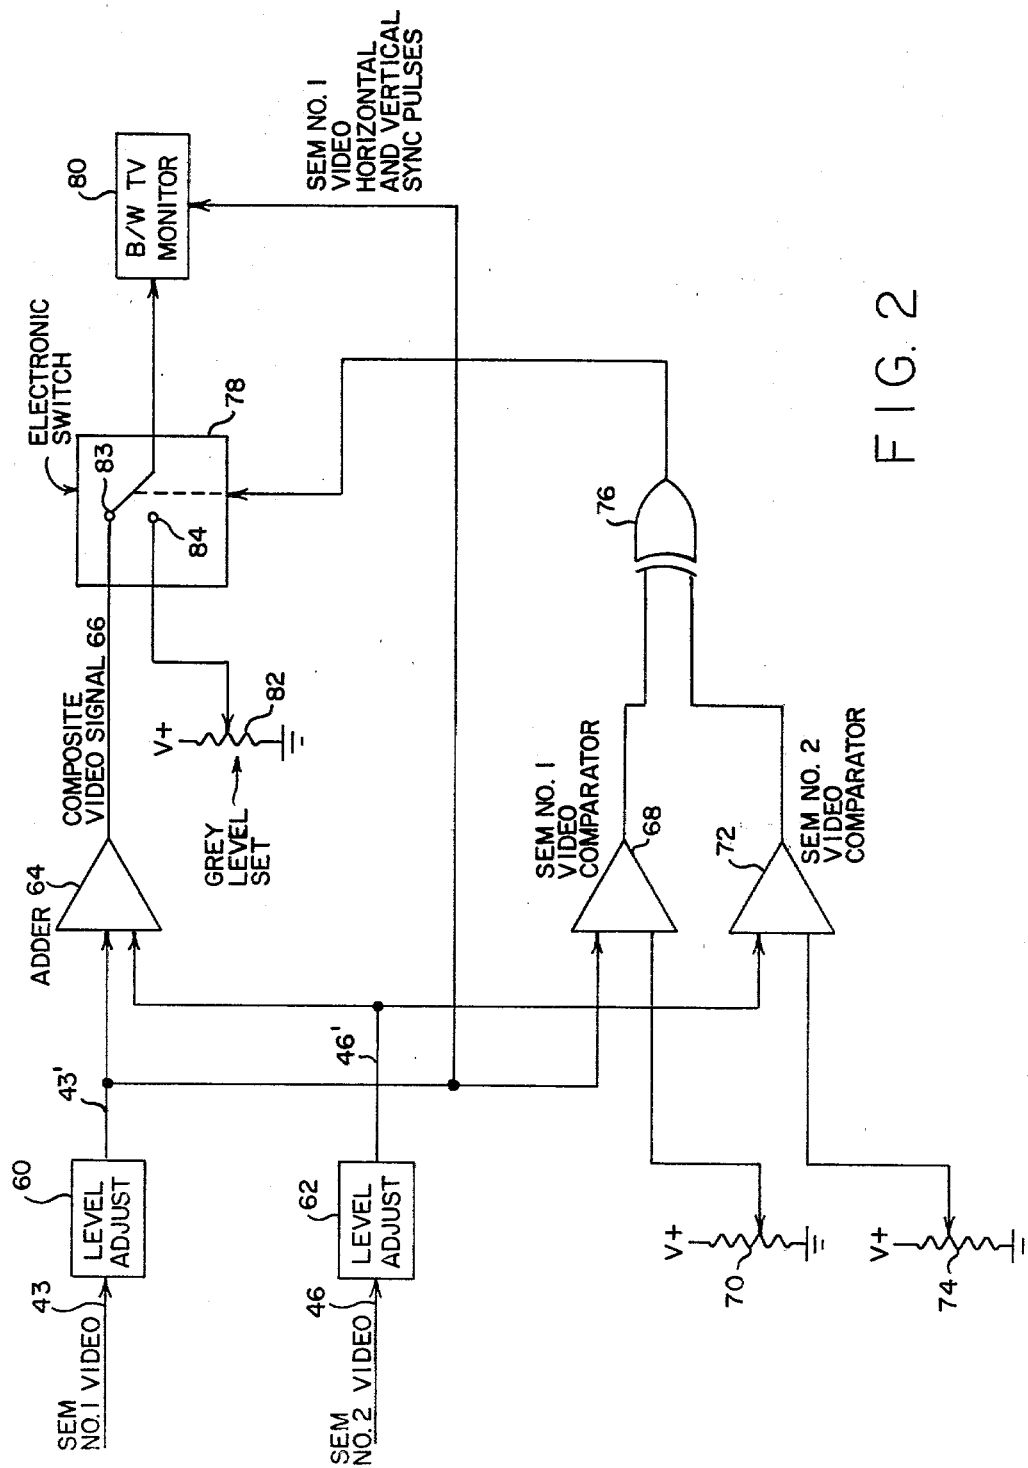 SEM
NO. 1 VIDEO
43
60
LEVEL
ADJUST
43'
ADDER 64
COMPOSITE
VIDEO SIGNAL 66
ELECTRONIC
SWITCH
83
84
78
80
B/W TV
MONITOR
V+
82
GREY
LEVEL
SET
SEM NO. 1
VIDEO
HORIZONTAL
AND VERTICAL
SYNC PULSES
SEM
NO. 2 VIDEO
46
62
LEVEL
ADJUST
46'
SEM NO. 1
VIDEO
COMPARATOR
68
76
V+
70
72
SEM NO. 2
VIDEO
COMPARATOR
V+
74
FIG. 2